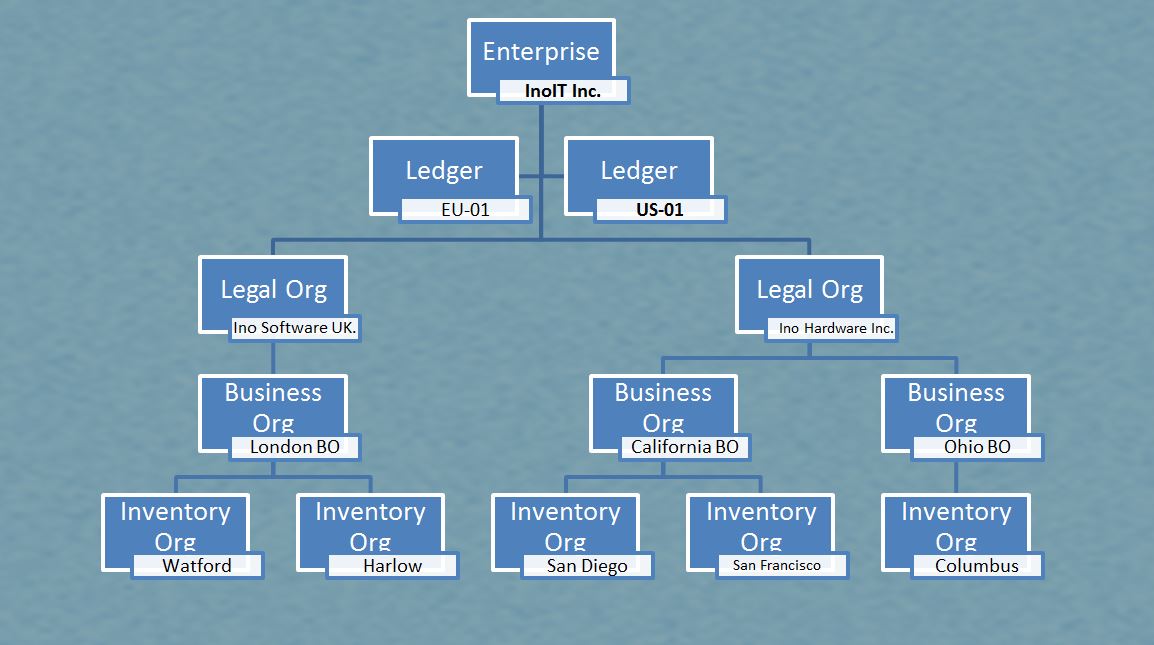 Enterprise
InoIT Inc.
Ledger
EU-01
Ledger
US-01
Legal Org
Ino Software UK.
Legal Org
Ino Hardware Inc.
Business
Org
London BO
Business
Org
California BO
Business
Org
Ohio BO
Inventory
Org
Watford
Inventory
Org
Harlow
Inventory
Org
San Diego
Inventory
Org
San Francisco
Inventory
Org
Columbus